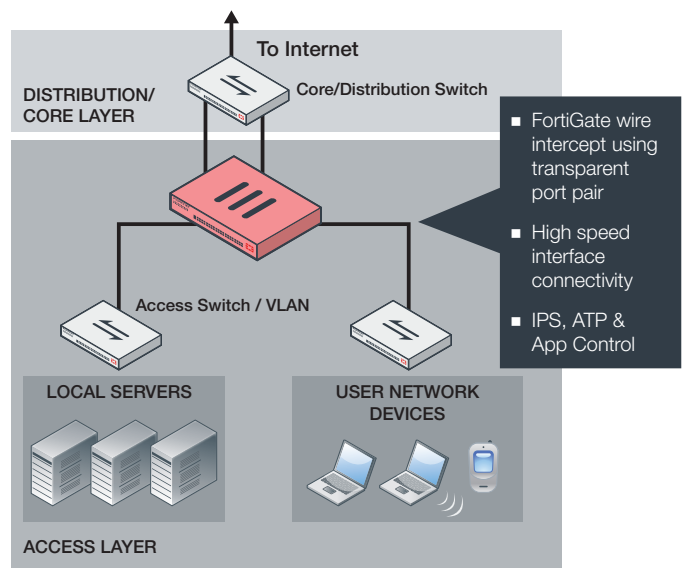 To Internet
Core/Distribution Switch
DISTRIBUTION/
CORE LAYER
■ FortiGate wire
intercept using
transparent
port pair
■ High speed
interface
connectivity
■ IPS, ATP &
App Control
Access Switch / VLAN
LOCAL SERVERS
USER NETWORK
DEVICES
ACCESS LAYER